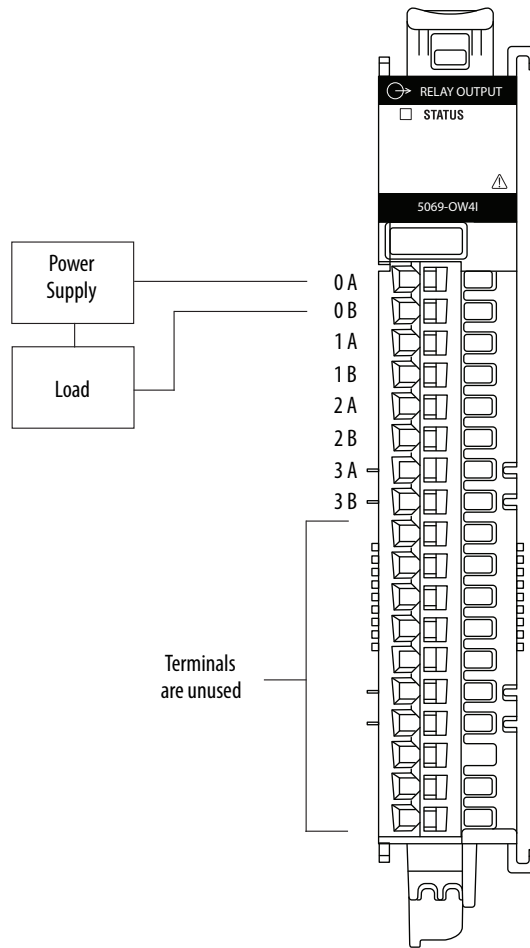 RELAY OUTPUT
STATUS
5069-OW4I
Power
Supply
Load
0 A
0 B
1 A
1 B
2 A
2 B
3 A
3 B
Terminals
are unused